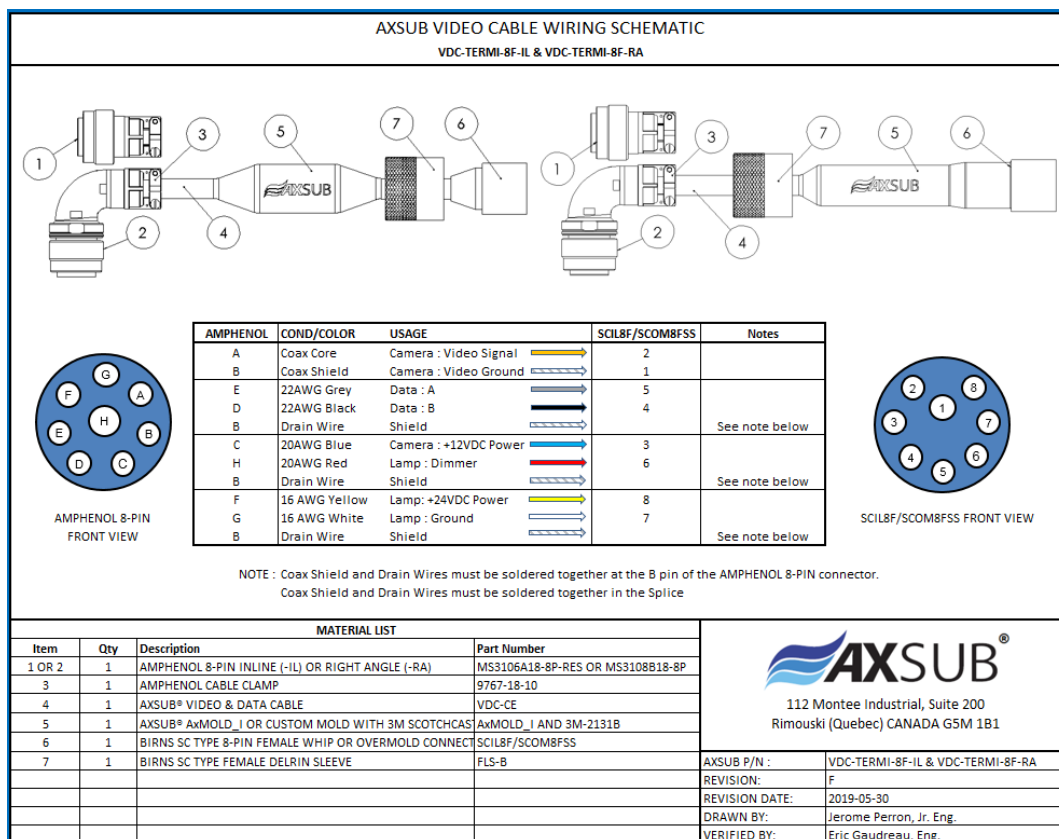 AXSUB VIDEO CABLE WIRING SCHEMATIC
VDC-TERMI-8F-IL & VDC-TERMI-8F-RA
1 2 3 4 5 6 7
AXSUB
1 2 3 4 5 6 7
AXSUB
AMPHENOL COND/COLOR USAGE SCIL8F/SCOM8FSS Notes
A Coax Core Camera : Video Signal 2
B Coax Shield Camera : Video Ground 1
E 22AWG Grey Data : A 5
D 22AWG Black Data : B 4
B Drain Wire Shield See note below
C 20AWG Blue Camera : +12VDC Power 3
H 20AWG Red Lamp : Dimmer 6
B Drain Wire Shield See note below
F 16 AWG Yellow Lamp: +24VDC Power 8
G 16 AWG White Lamp : Ground 7
B Drain Wire Shield See note below
G
F A
H
E B
D C
AMPHENOL 8-PIN
FRONT VIEW
2 8
1
3 7
4 6
5
SCIL8F/SCOM8FSS FRONT VIEW
NOTE : Coax Shield and Drain Wires must be soldered together at the B pin of the AMPHENOL 8-PIN connector.
Coax Shield and Drain Wires must be soldered together in the Splice
MATERIAL LIST
Item Qty Description Part Number
1 OR 2 1 AMPHENOL 8-PIN INLINE (-IL) OR RIGHT ANGLE (-RA) MS3106A18-8P-RES OR MS3108B18-8P
3 1 AMPHENOL CABLE CLAMP 9767-18-10
4 1 AXSUB® VIDEO & DATA CABLE VDC-CE
5 1 AXSUB® AxMOLD_I OR CUSTOM MOLD WITH 3M SCOTCHCAST AxMOLD_I AND 3M-2131B
6 1 BIRNS SC TYPE 8-PIN FEMALE WHIP OR OVERMOLD CONNECT SCIL8F/SCOM8FSS
7 1 BIRNS SC TYPE FEMALE DELRIN SLEEVE FLS-B
AXSUB®
112 Montee Industrial, Suite 200
Rimouski (Quebec) CANADA G5M 1B1
AXSUB P/N : VDC-TERMI-8F-IL & VDC-TERMI-8F-RA
REVISION: F
REVISION DATE: 2019-05-30
DRAWN BY: Jerome Perron, Jr. Eng.
VERIFIED BY: Eric Gaudreau, Eng.